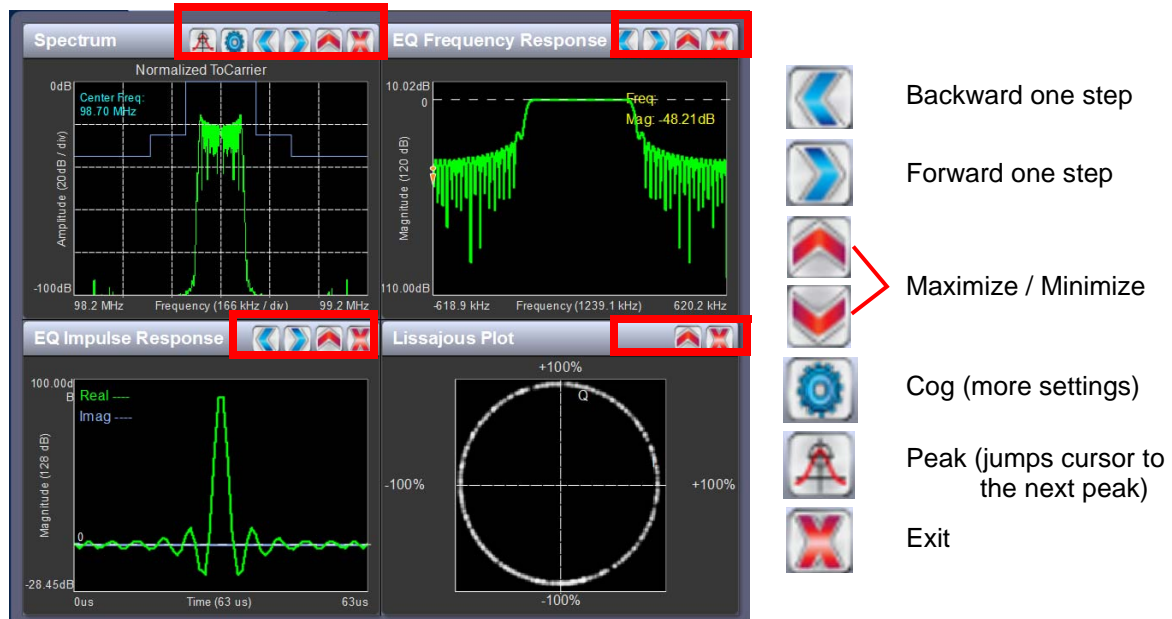 Spectrum
Normalized ToCarrier
0dB
Center Freq:
98.70 MHz
Amplitude (20dB / div)
-100dB
98.2 MHz
Frequency (166 kHz / div)
99.2 MHz
EQ Frequency Response
10.02dB
0
Freq:
Mag: -48.21dB
Magnitude (120 dB)
110.00dB
-618.9 kHz
Frequency (1239.1 kHz)
620.2 kHz
EQ Impulse Response
100.00d
B
Real ----
Imag ----
Magnitude (128 dB)
0
-28.45dB
0us
Time (63 us)
63us
Lissajous Plot
+100%
Q
-100%
+100%
-100%
Backward one step
Forward one step
Maximize / Minimize
Cog (more settings)
Peak (jumps cursor to
the next peak)
Exit